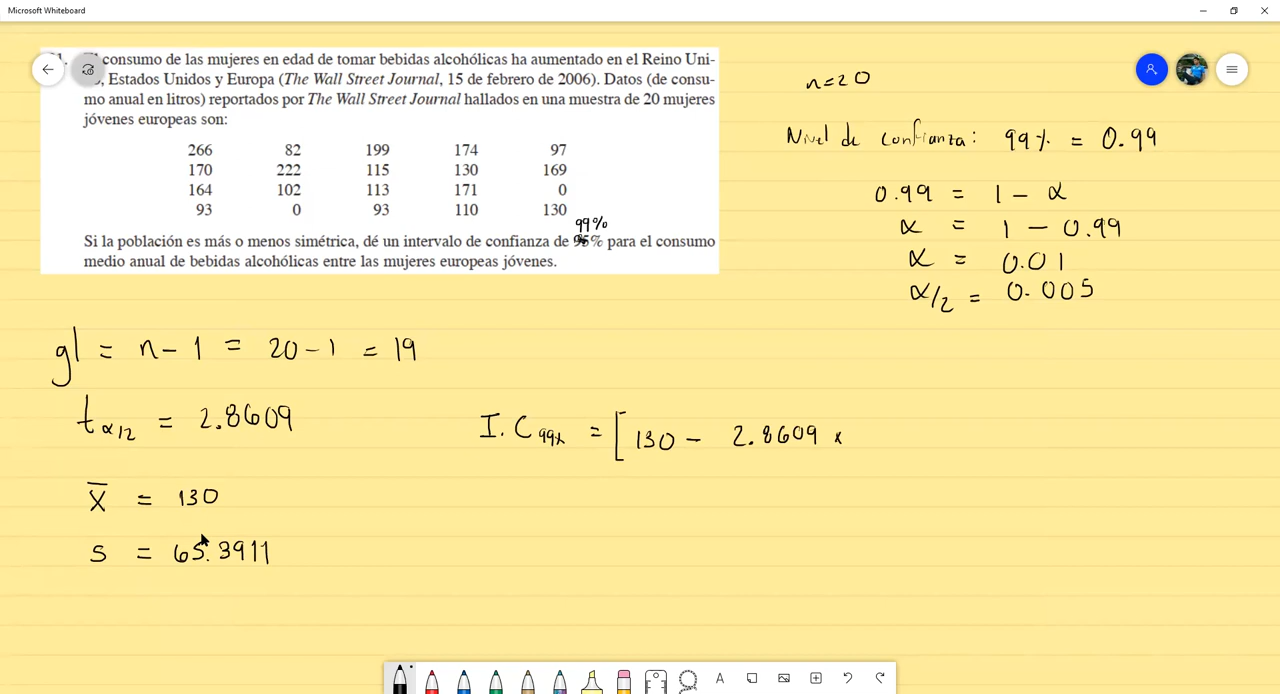 Microsoft Whiteboard
El consumo de las mujeres en edad de tomar bebidas alcohólicas ha aumentado en el Reino Uni-
Estados Unidos y Europa (The Wall Street Journal, 15 de febrero de 2006). Datos (de consu-
mo anual en litros) reportados por The Wall Street Journal hallados en una muestra de 20 mujeres
jóvenes europeas son:
266 82 199 174 97
170 222 115 130 169
164 102 113 171 0
93 0 93 110 130
99%
Si la población es más o menos simétrica, dé un intervalo de confianza de 95% para el consumo
medio anual de bebidas alcohólicas entre las mujeres europeas jóvenes.
n=20
Nivel de confianza: 99% = 0.99
0.99 = 1 - α
α = 1 - 0.99
α = 0.01
α/2 = 0.005
gl = n - 1 = 20 - 1 = 19
tα/2 = 2.8609
I.C 99% = [130 - 2.8609 x
x̄ = 130
s = 65.3911